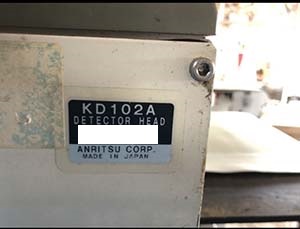 KD102A
DETECTOR HEAD
ANRITSU CORP.
MADE IN JAPAN